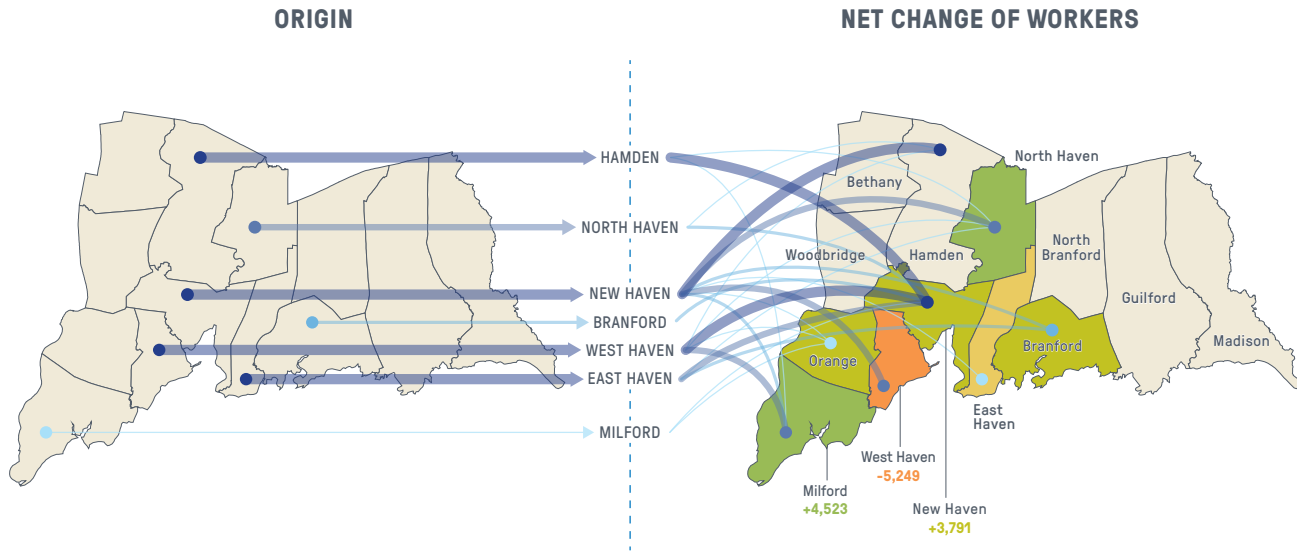 ORIGIN
NET CHANGE OF WORKERS
HAMDEN
NORTH HAVEN
NEW HAVEN
BRANFORD
WEST HAVEN
EAST HAVEN
MILFORD
North Haven
Bethany
Woodbridge
Hamden
North
Branford
Guilford
Madison
Branford
Orange
East
Haven
West Haven
-5,249
Milford
+4,523
New Haven
+3,791